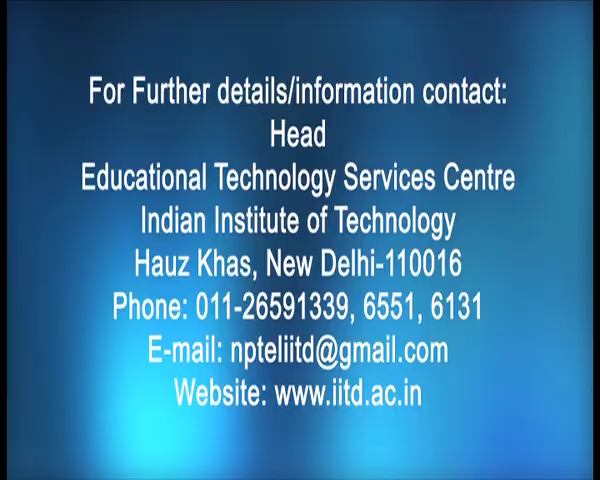 For Further details/information contact:
Head
Educational Technology Services Centre
Indian Institute of Technology
Hauz Khas, New Delhi-110016
Phone: 011-26591339, 6551, 6131
E-mail: npteliitd@gmail.com
Website: www.iitd.ac.in